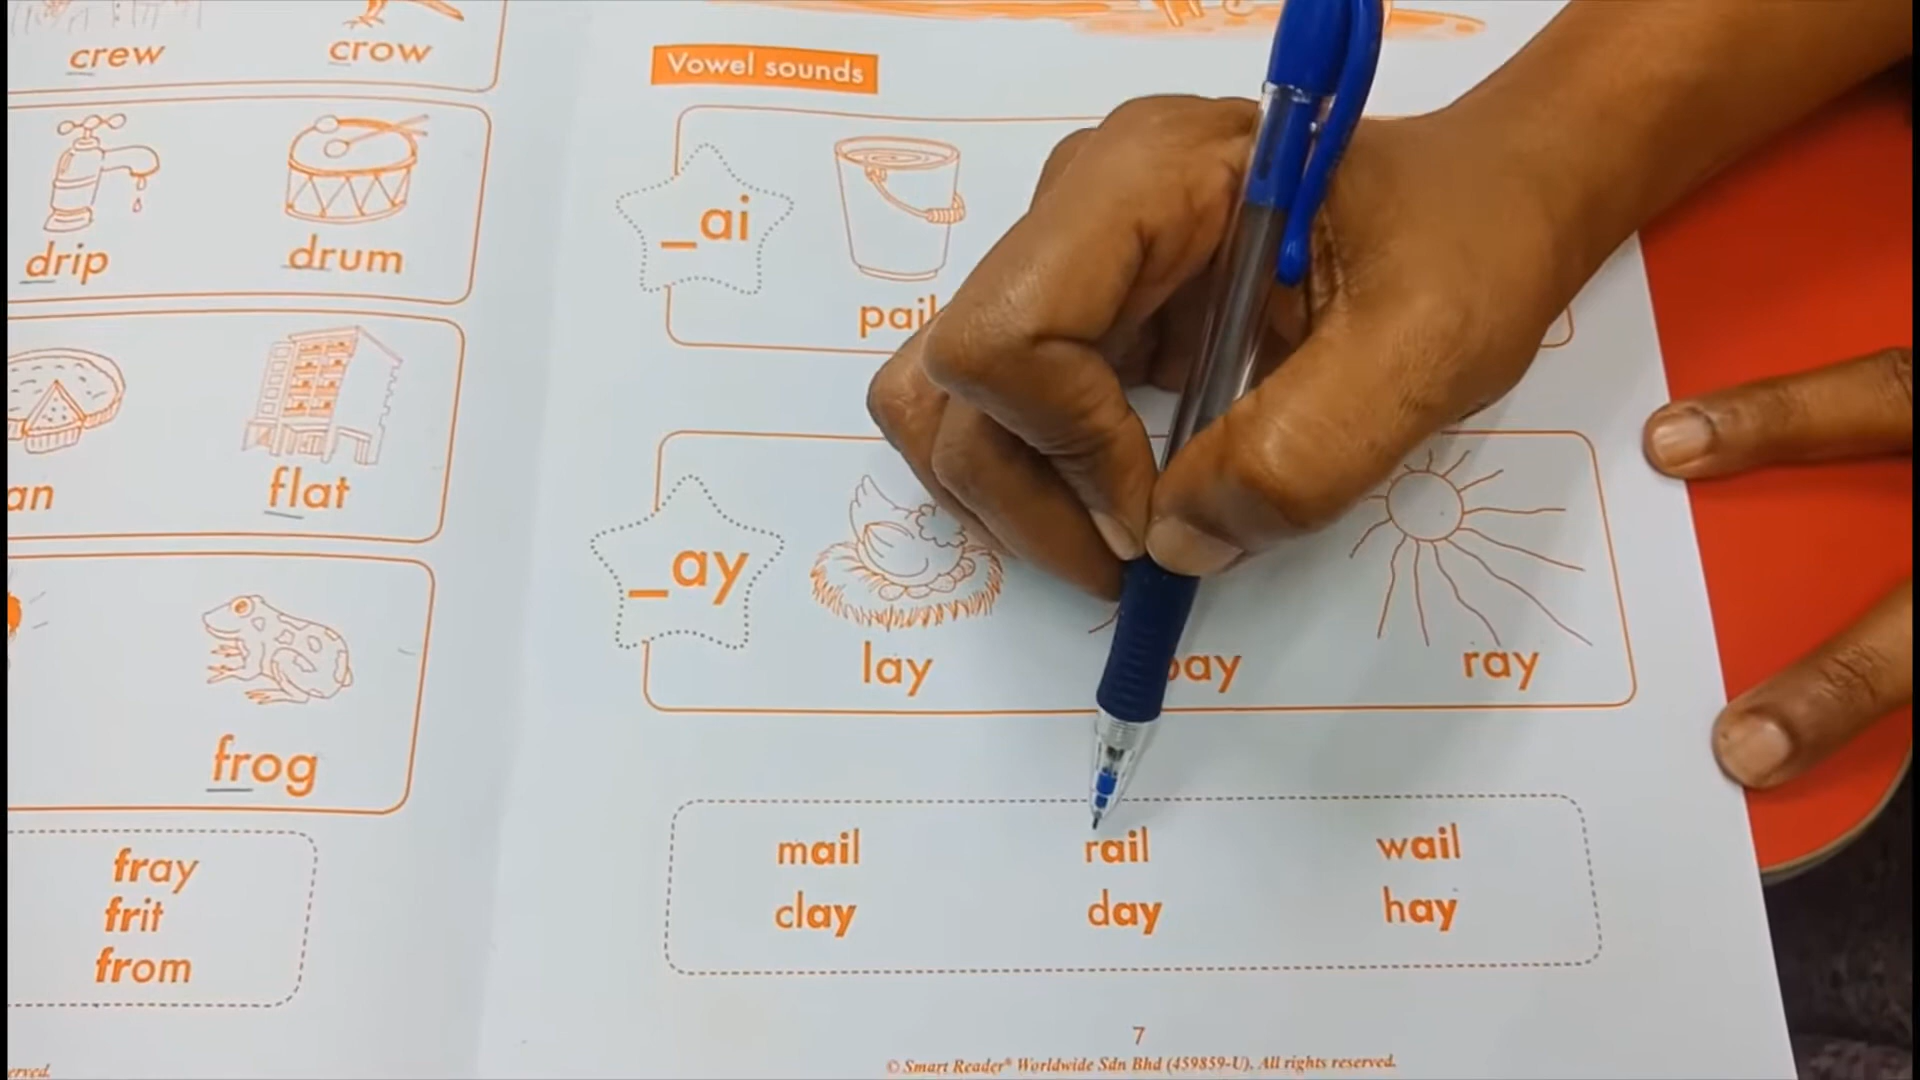 crew crow
drip drum
flat
frog
fray
frit
from
Vowel sounds
_ai
pail
_ay
lay ray
mail rail wail
clay day hay
7
© Smart Reader® Worldwide Sdn Bhd (459859-U). All rights reserved.